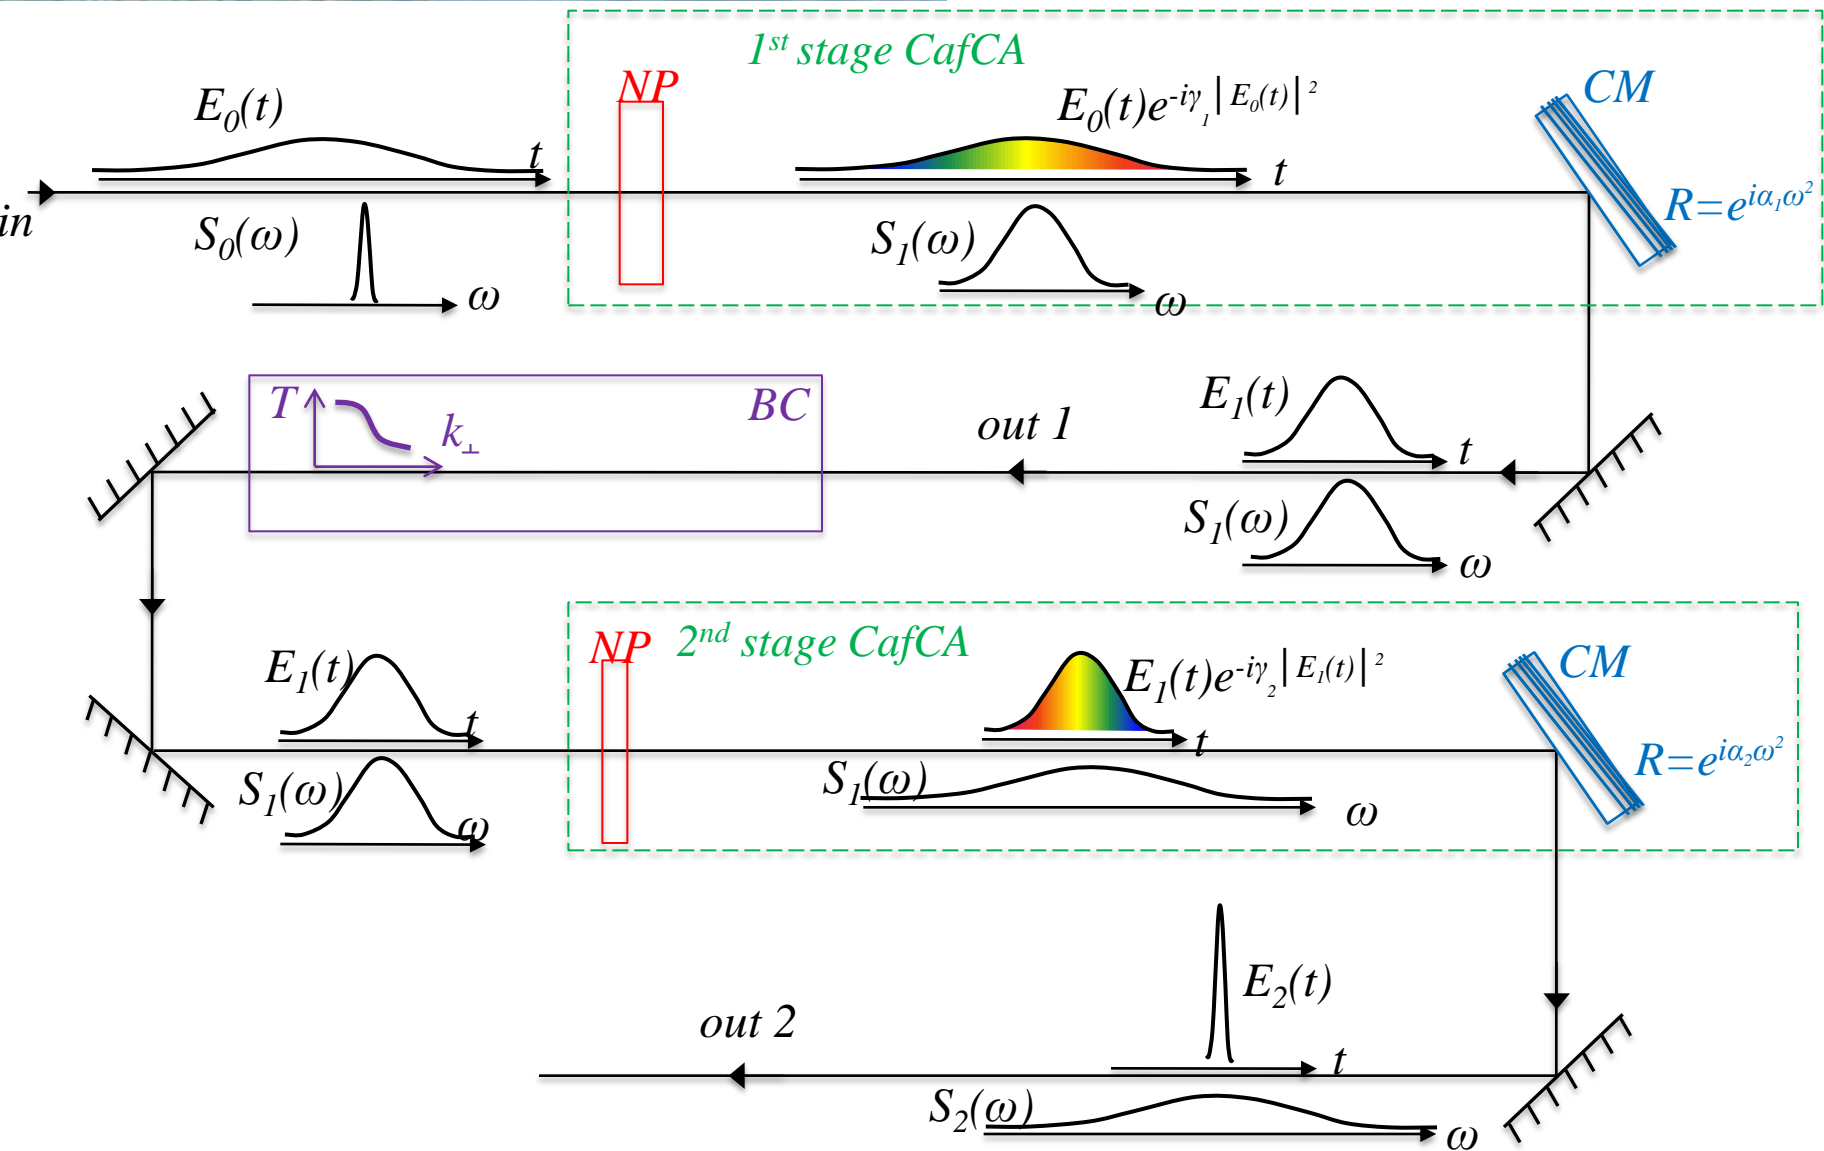 1st stage CafCA
NP
E0(t)
E0(t)e-iγ1|E0(t)|2
CM
t
t
in
S0(ω)
S1(ω)
R=eiα1ω2
ω
ω
T
BC
k⊥
out 1
E1(t)
t
S1(ω)
ω
NP
2nd stage CafCA
E1(t)
E1(t)e-iγ2|E1(t)|2
CM
t
t
S1(ω)
S1(ω)
R=eiα2ω2
ω
ω
out 2
E2(t)
t
S2(ω)
ω